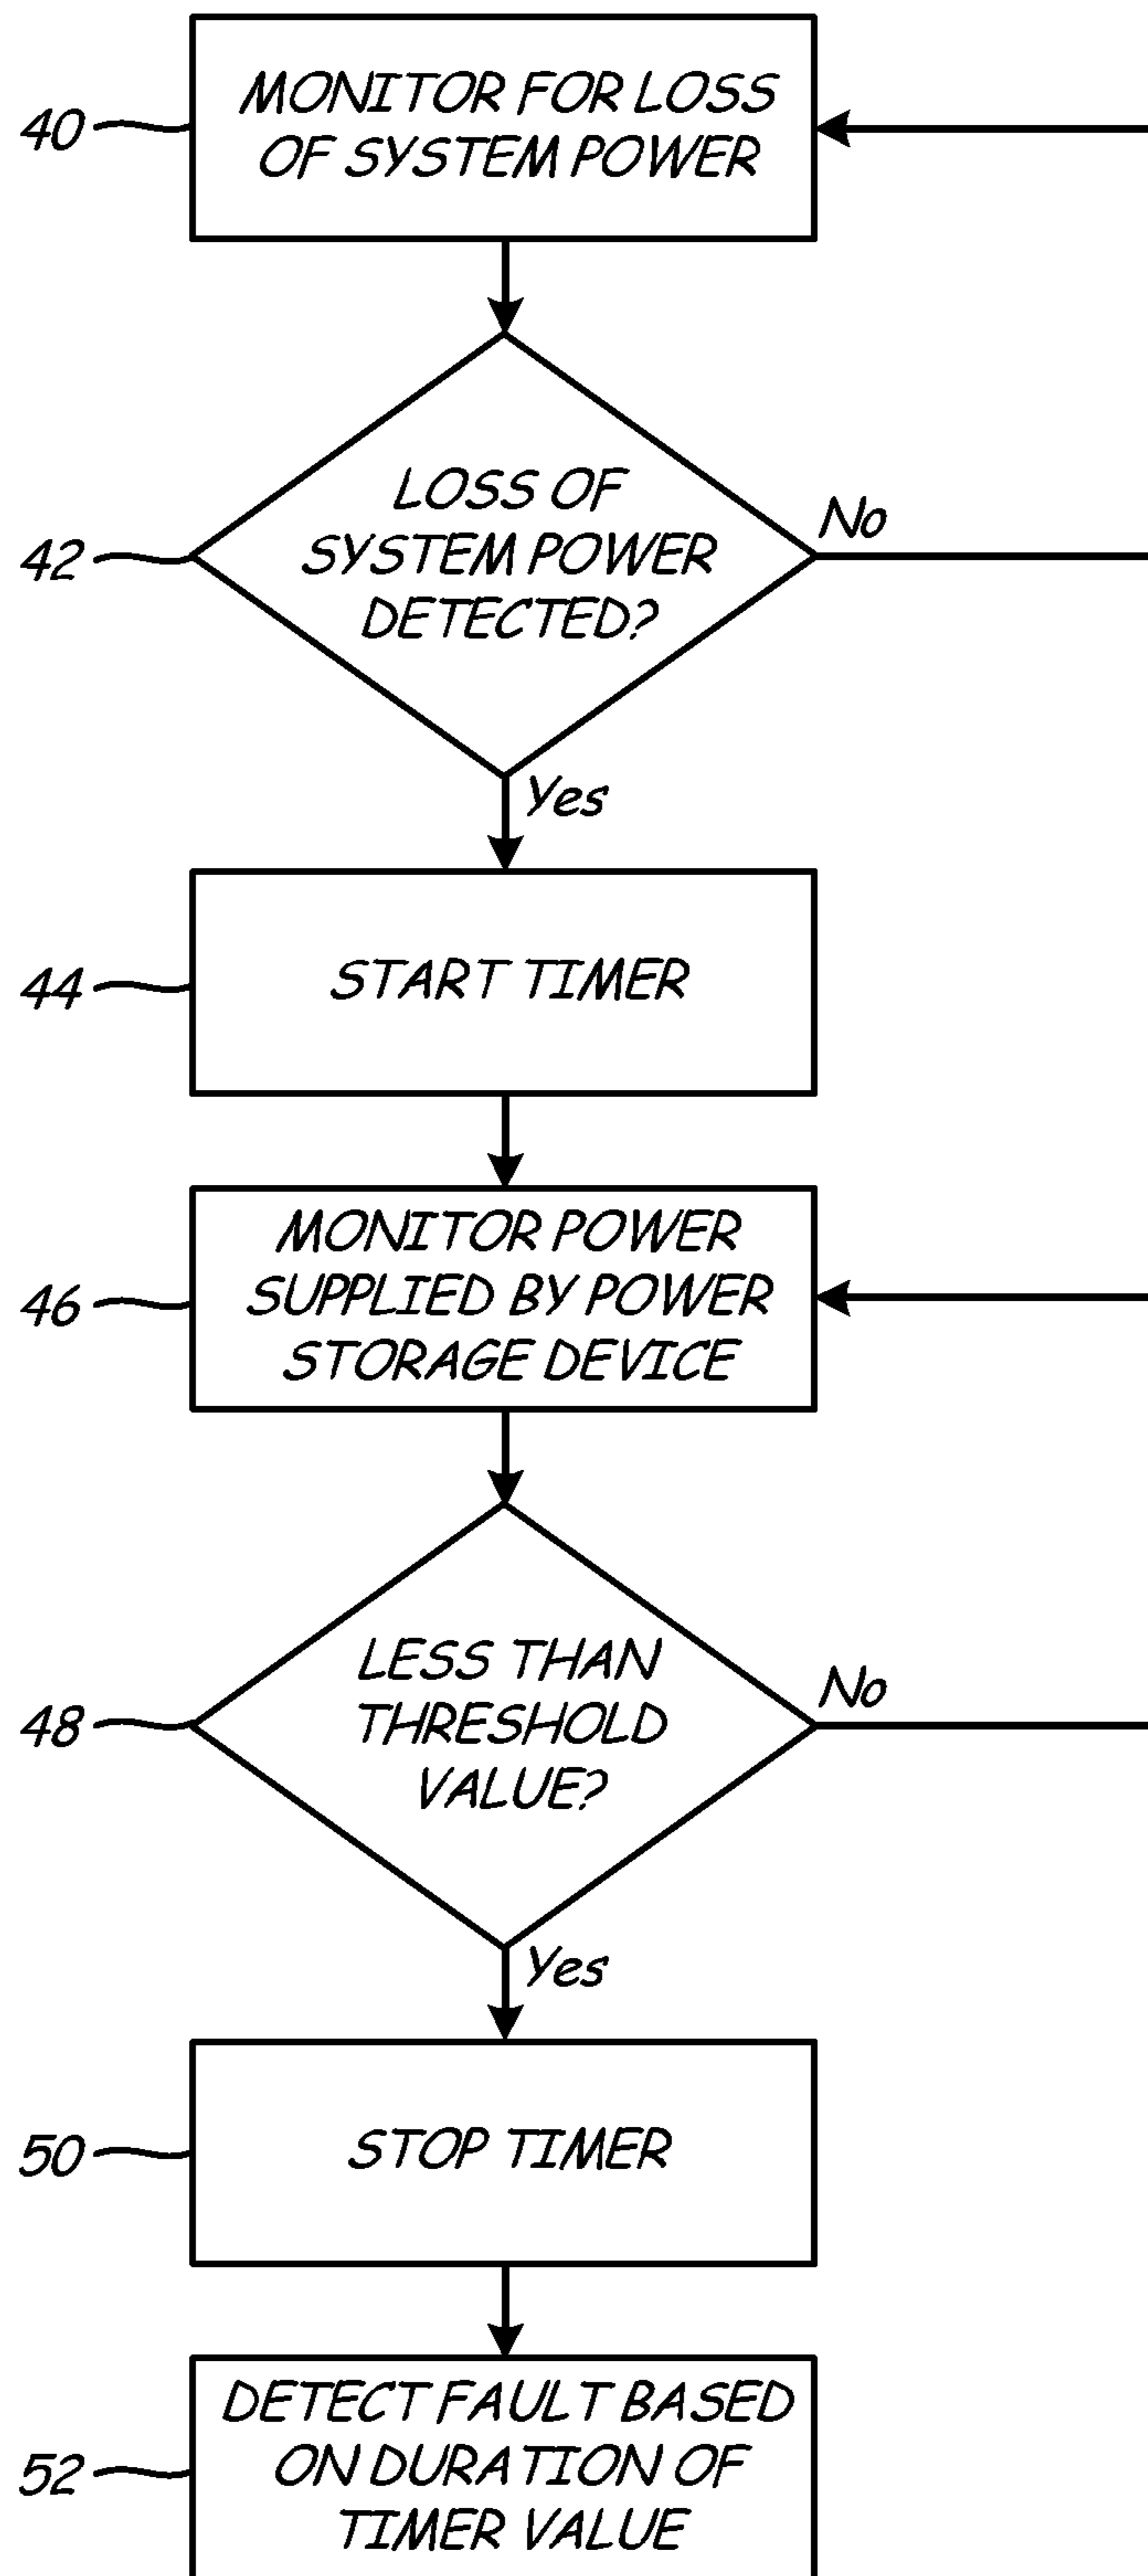 40
MONITOR FOR LOSS
OF SYSTEM POWER
42
LOSS OF
SYSTEM POWER
DETECTED?
No
Yes
44
START TIMER
46
MONITOR POWER
SUPPLIED BY POWER
STORAGE DEVICE
48
LESS THAN
THRESHOLD
VALUE?
No
Yes
50
STOP TIMER
52
DETECT FAULT BASED
ON DURATION OF
TIMER VALUE